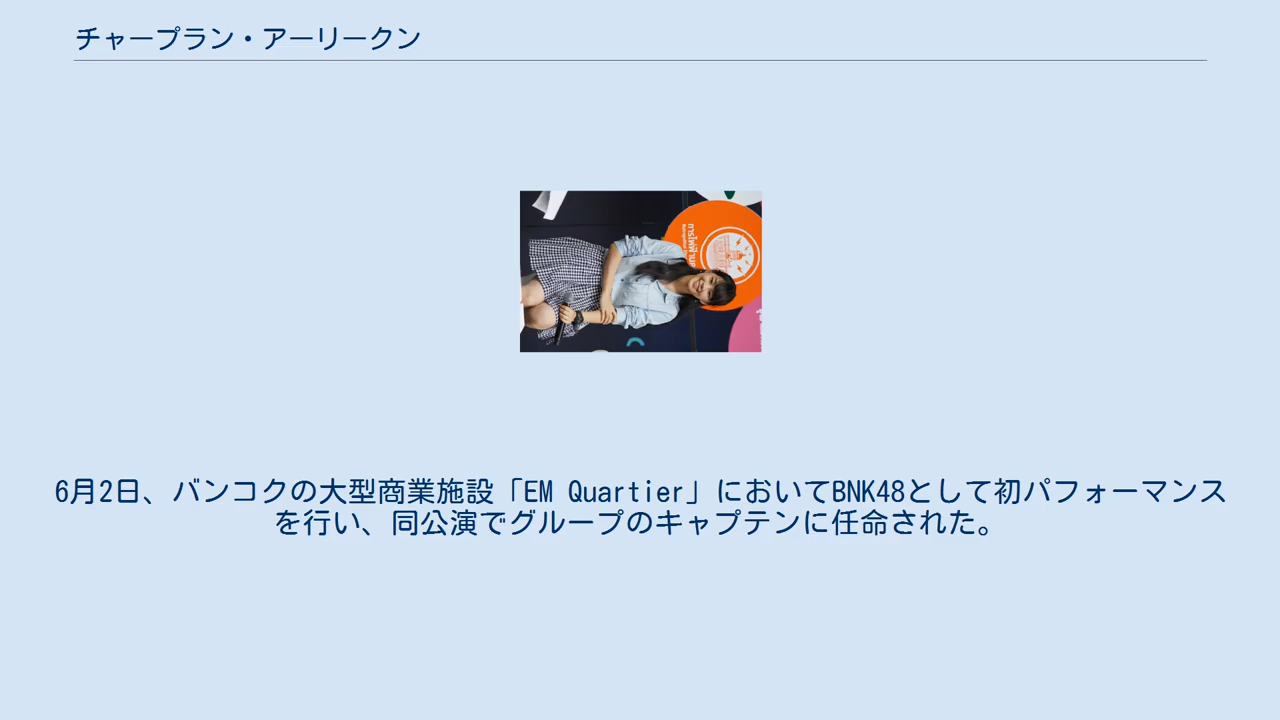 チャープラン・アーリークン
6月2日、バンコクの大型商業施設「EM Quartier」においてBNK48として初パフォーマンス
を行い、同公演でグループのキャプテンに任命された。